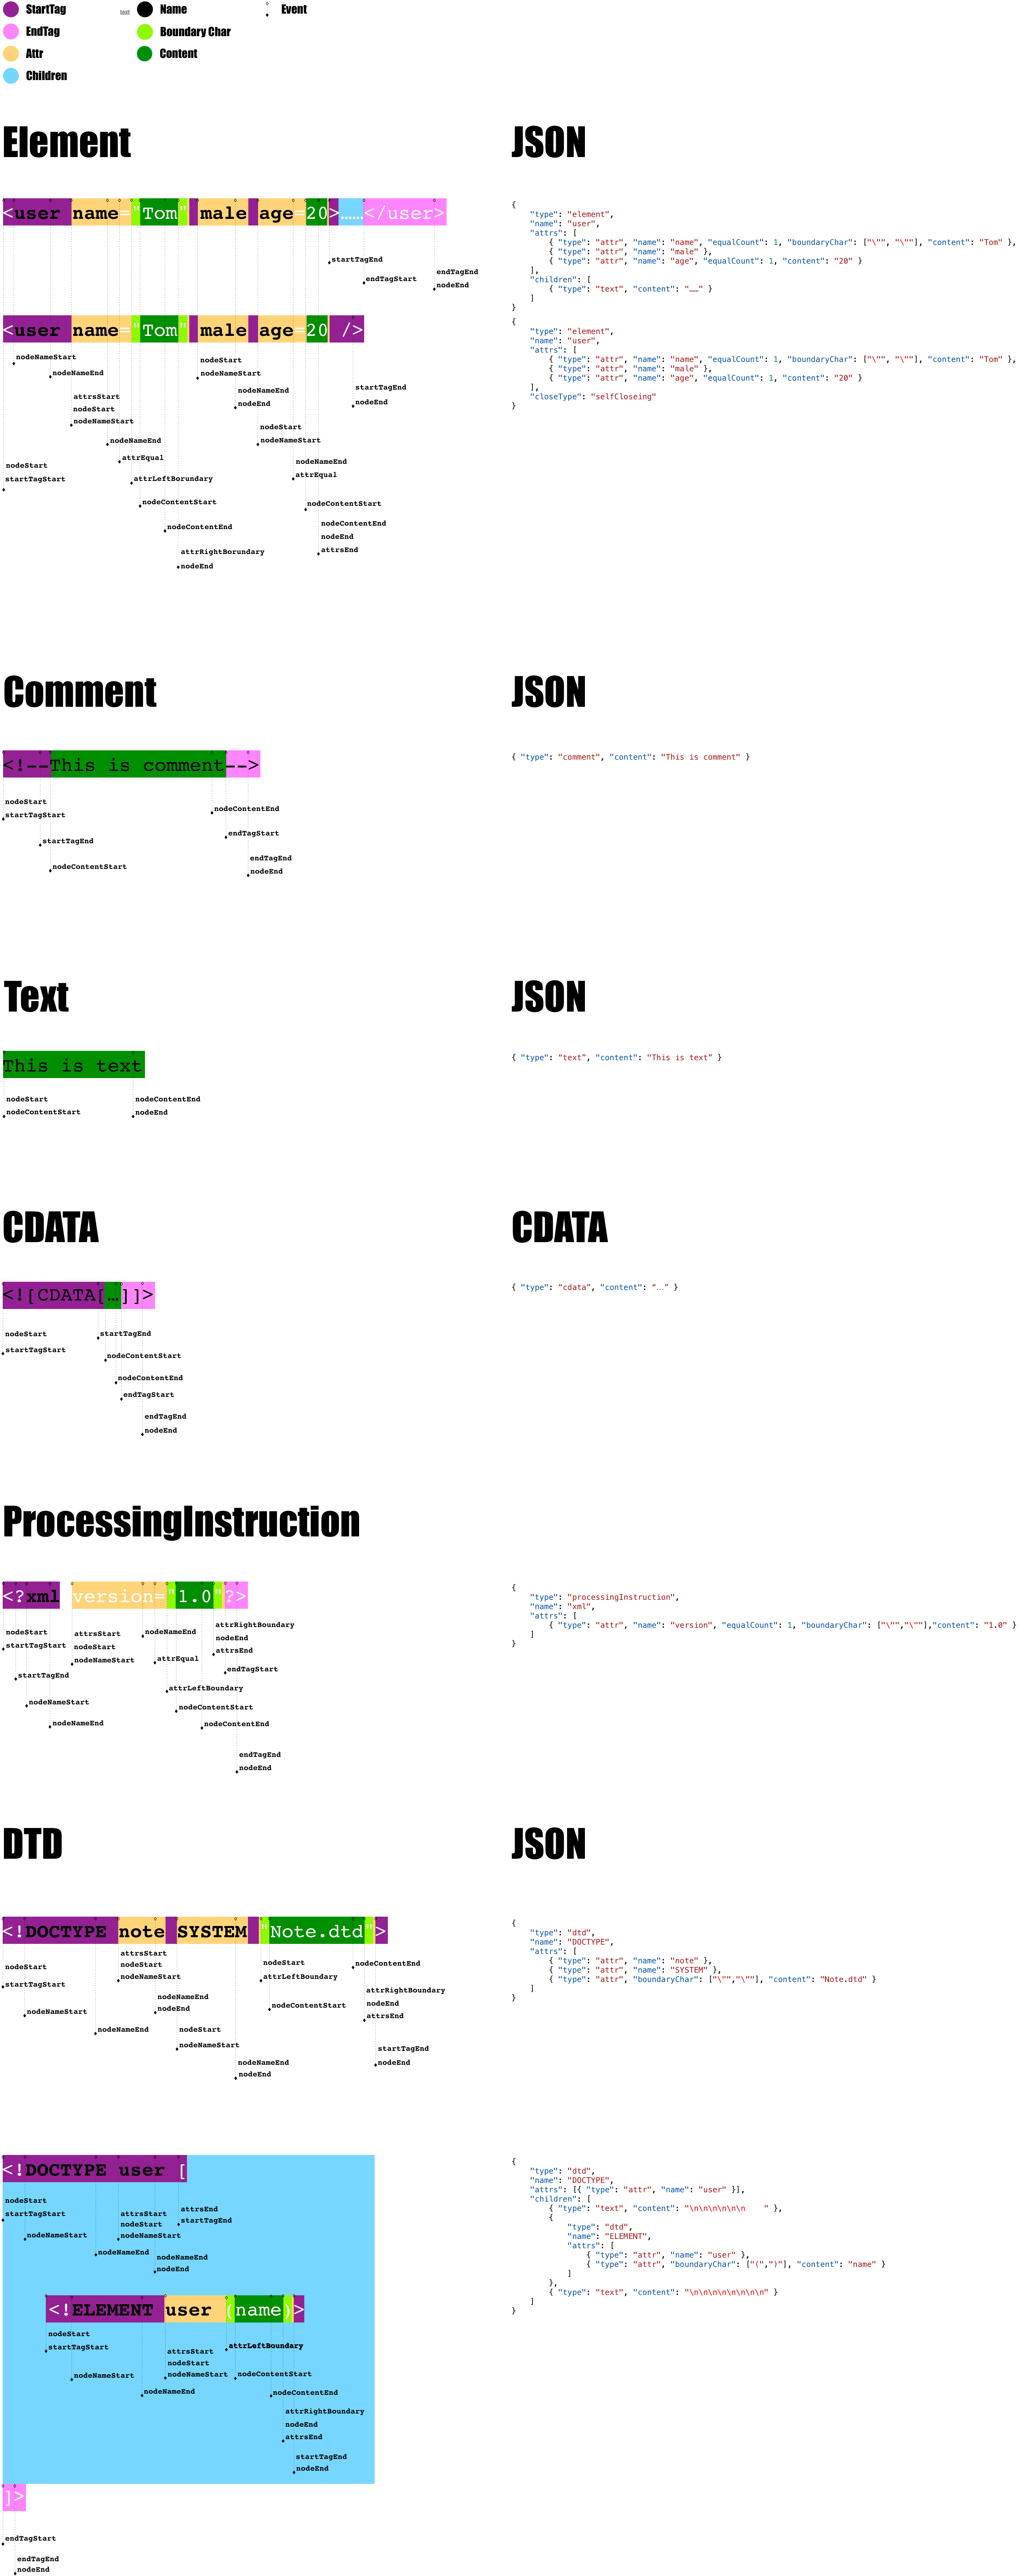 StartTag
text
Name
Event
EndTag
Boundary Char
Attr
Content
Children
Element
JSON
<user name="Tom" male age=20>……</user>
startTagEnd
endTagStart
endTagEnd
nodeEnd
{
"type": "element",
"name": "user",
"attrs": [
{ "type": "attr", "name": "name", "equalCount": 1, "boundaryChar": ["\"", "\""], "content": "Tom" },
{ "type": "attr", "name": "male" },
{ "type": "attr", "name": "age", "equalCount": 1, "content": "20" }
],
"children": [
{ "type": "text", "content": "……" }
]
}
<user name="Tom" male age=20 />
nodeNameStart
nodeNameEnd
attrsStart
nodeStart
nodeNameStart
nodeNameEnd
attrEqual
nodeStart
startTagStart
attrLeftBorundary
nodeContentStart
nodeContentEnd
attrRightBorundary
nodeEnd
nodeStart
nodeNameStart
nodeNameEnd
nodeEnd
nodeStart
nodeNameStart
nodeNameEnd
attrEqual
nodeContentStart
nodeContentEnd
nodeEnd
attrsEnd
startTagEnd
nodeEnd
{
"type": "element",
"name": "user",
"attrs": [
{ "type": "attr", "name": "name", "equalCount": 1, "boundaryChar": ["\"", "\""], "content": "Tom" },
{ "type": "attr", "name": "male" },
{ "type": "attr", "name": "age", "equalCount": 1, "content": "20" }
],
"closeType": "selfCloseing"
}
Comment
JSON
<!--This is comment-->
nodeStart
startTagStart
startTagEnd
nodeContentStart
nodeContentEnd
endTagStart
endTagEnd
nodeEnd
{ "type": "comment", "content": "This is comment" }
Text
JSON
This is text
nodeStart
nodeContentStart
nodeContentEnd
nodeEnd
{ "type": “text", "content": "This is text” }
CDATA
CDATA
<![CDATA[…]]>
nodeStart
startTagStart
startTagEnd
nodeContentStart
nodeContentEnd
endTagStart
endTagEnd
nodeEnd
{ "type": “cdata", "content": “…” }
ProcessingInstruction
<?xml version="1.0"?>
nodeStart
startTagStart
startTagEnd
nodeNameStart
nodeNameEnd
attrsStart
nodeStart
nodeNameStart
nodeNameEnd
attrEqual
attrLeftBoundary
nodeContentStart
nodeContentEnd
attrRightBoundary
nodeEnd
attrsEnd
endTagStart
endTagEnd
nodeEnd
{
"type": "processingInstruction",
"name": "xml",
"attrs": [
{ "type": "attr", "name": "version", "equalCount": 1, "boundaryChar": ["\"","\""],"content": "1.0" }
]
}
DTD
JSON
<!DOCTYPE note SYSTEM "Note.dtd">
nodeStart
startTagStart
nodeNameStart
nodeNameEnd
attrsStart
nodeStart
nodeNameStart
nodeNameEnd
nodeEnd
nodeStart
nodeNameStart
nodeNameEnd
nodeEnd
nodeStart
attrLeftBoundary
nodeContentStart
nodeContentEnd
attrRightBoundary
nodeEnd
attrsEnd
startTagEnd
nodeEnd
{
"type": "dtd",
"name": "DOCTYPE",
"attrs": [
{ "type": "attr", "name": "note" },
{ "type": "attr", "name": "SYSTEM" },
{ "type": "attr", "boundaryChar": ["\"","\""], "content": "Note.dtd" }
]
}
<!DOCTYPE user [
nodeStart
startTagStart
nodeNameStart
nodeNameEnd
attrsStart
nodeStart
nodeNameStart
nodeNameEnd
nodeEnd
attrsEnd
startTagEnd
<!ELEMENT user (name)>
nodeStart
startTagStart
nodeNameStart
nodeNameEnd
attrsStart
nodeStart
nodeNameStart
attrLeftBoundary
nodeContentStart
nodeContentEnd
attrRightBoundary
nodeEnd
attrsEnd
startTagEnd
nodeEnd
]>
endTagStart
endTagEnd
nodeEnd
{
"type": "dtd",
"name": "DOCTYPE",
"attrs": [{ "type": "attr", "name": "user" }],
"children": [
{ "type": "text", "content": "\n\n\n\n\n\n    " },
{
"type": "dtd",
"name": "ELEMENT",
"attrs": [
{ "type": "attr", "name": "user" },
{ "type": "attr", "boundaryChar": ["(",")"], "content": "name" }
]
},
{ "type": "text", "content": "\n\n\n\n\n\n\n\n" }
]
}